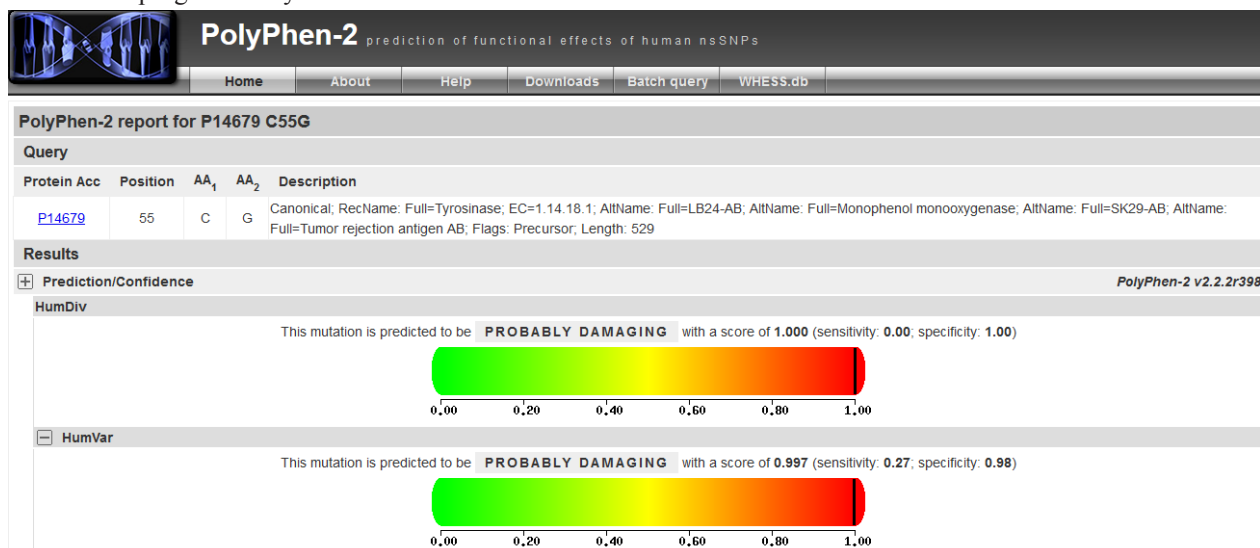 PolyPhen-2 prediction of functional effects of human nsSNPs
Home About Help Downloads Batch query WHESS.db
PolyPhen-2 report for P14679 C55G
Query
Protein Acc Position AA1 AA2 Description
P14679 55 C G Canonical; RecName: Full=Tyrosinase; EC=1.14.18.1; AltName: Full=LB24-AB; AltName: Full=Monophenol monooxygenase; AltName: Full=SK29-AB; AltName:
Full=Tumor rejection antigen AB; Flags: Precursor; Length: 529
Results
Prediction/Confidence PolyPhen-2 v2.2.2r398
HumDiv
This mutation is predicted to be PROBABLY DAMAGING with a score of 1.000 (sensitivity: 0.00; specificity: 1.00)
0.00 0.20 0.40 0.60 0.80 1.00
HumVar
This mutation is predicted to be PROBABLY DAMAGING with a score of 0.997 (sensitivity: 0.27; specificity: 0.98)
0.00 0.20 0.40 0.60 0.80 1.00